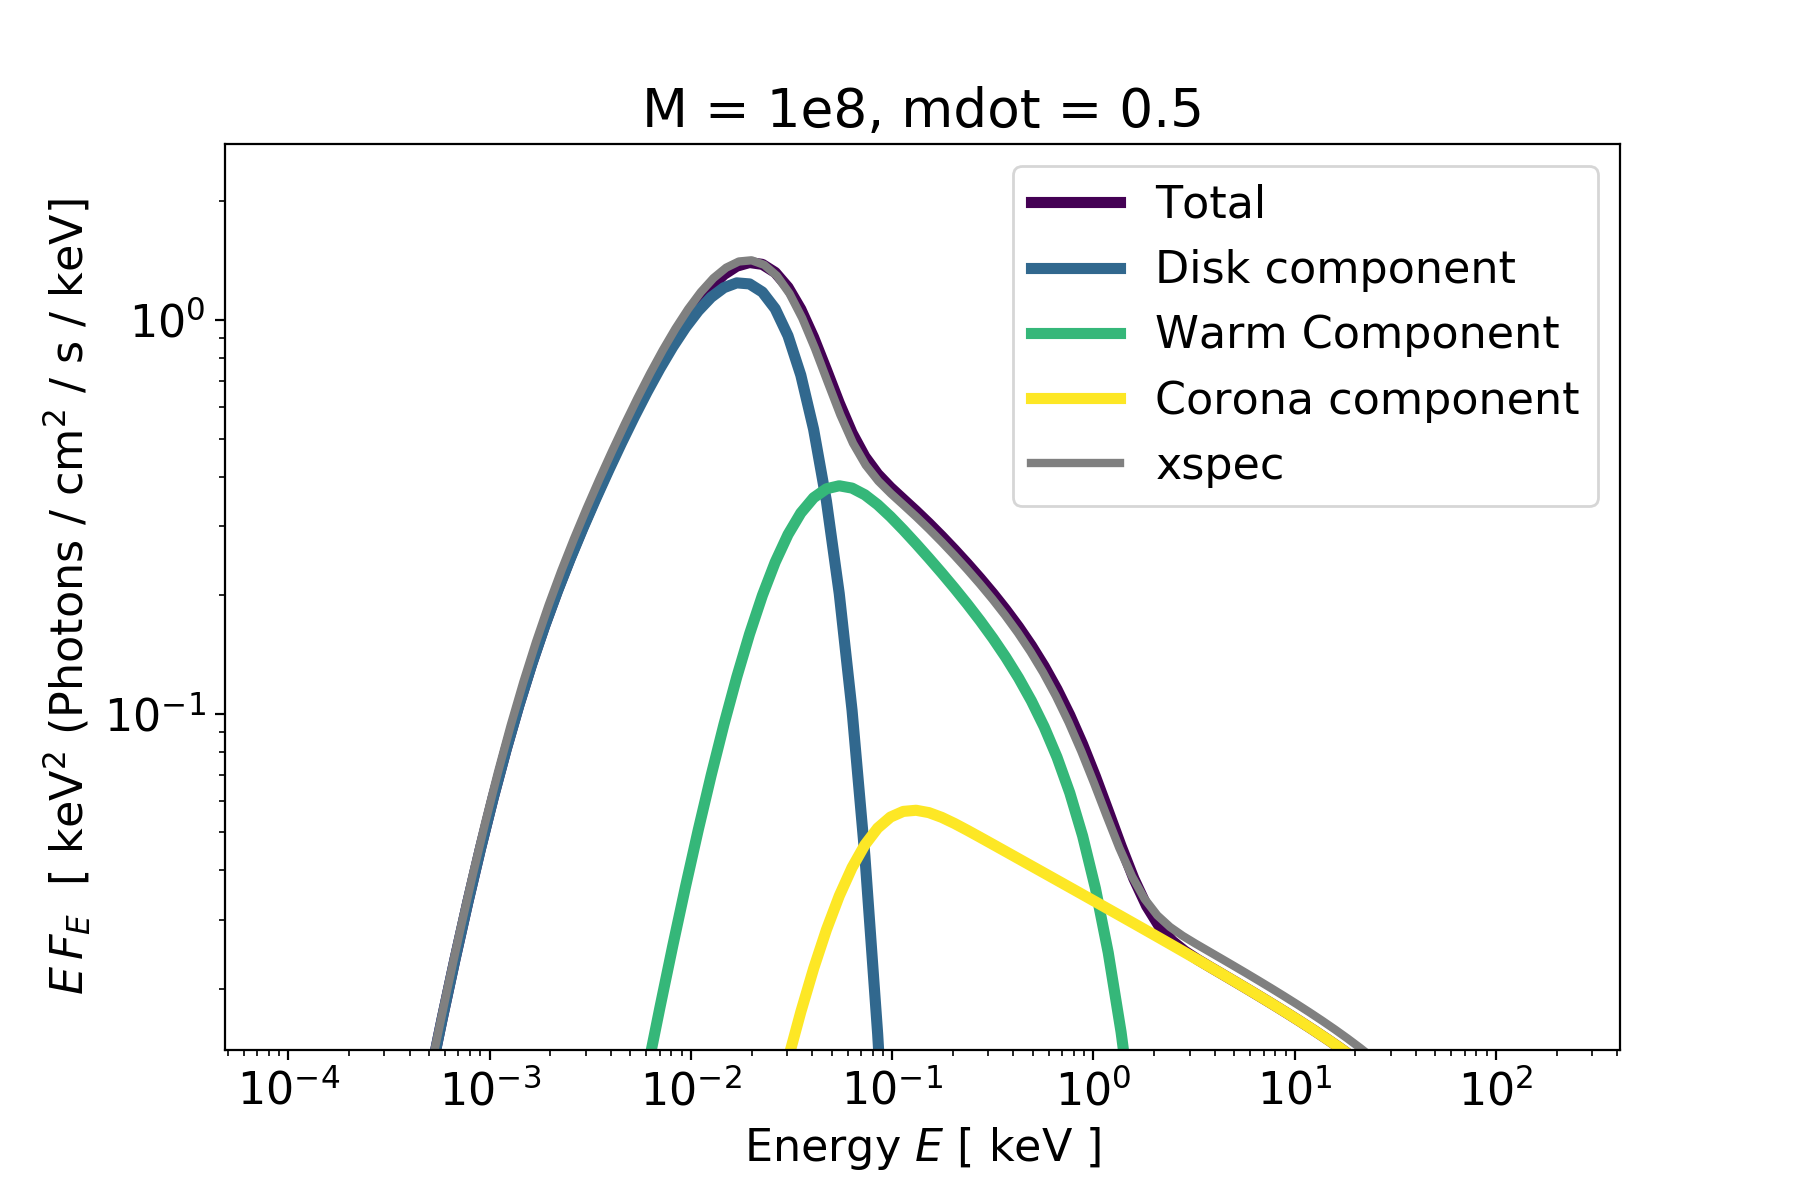 M = 1e8, mdot = 0.5
Total
Disk component
Warm Component
Corona component
xspec
E F_E [ keV² (Photons / cm² / s / keV]
10⁰
10⁻¹
10⁻⁴ 10⁻³ 10⁻² 10⁻¹ 10⁰ 10¹ 10²
Energy E [ keV ]